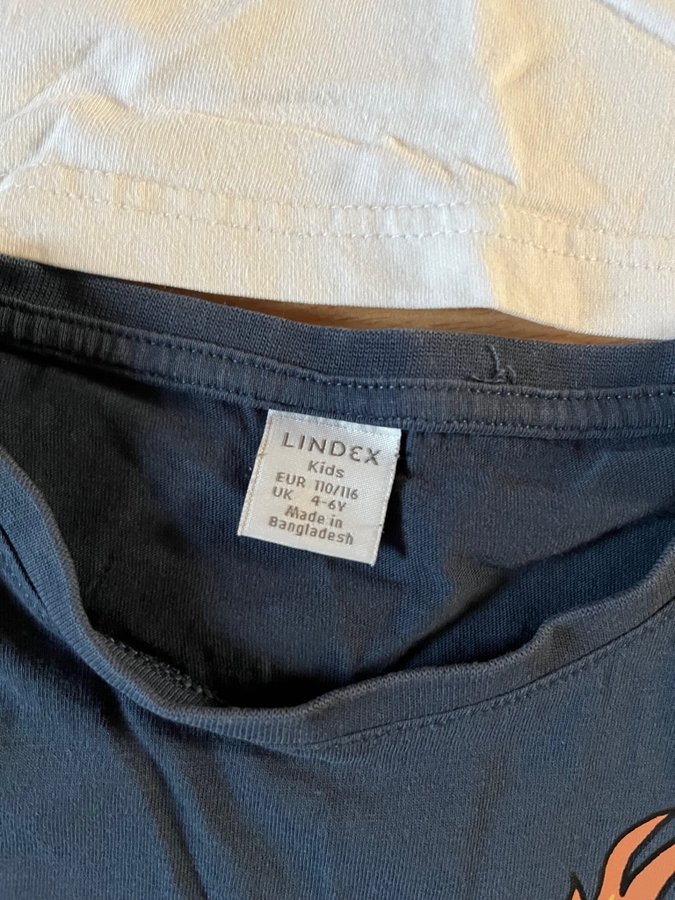 LINDEX
Kids
EUR 110/116
UK 4-6Y
Made in
Bangladesh